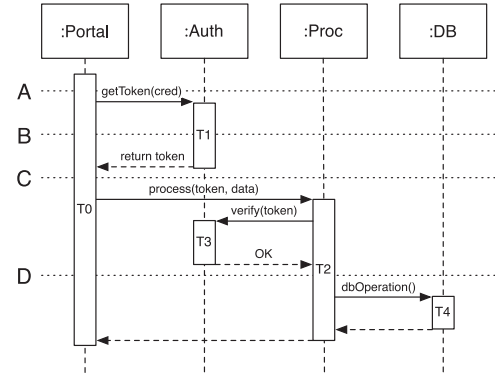 :Portal :Auth :Proc :DB
A
getToken(cred)
B
T1
return token
C
process(token, data)
T0
verify(token)
T3
OK
T2
D
dbOperation()
T4